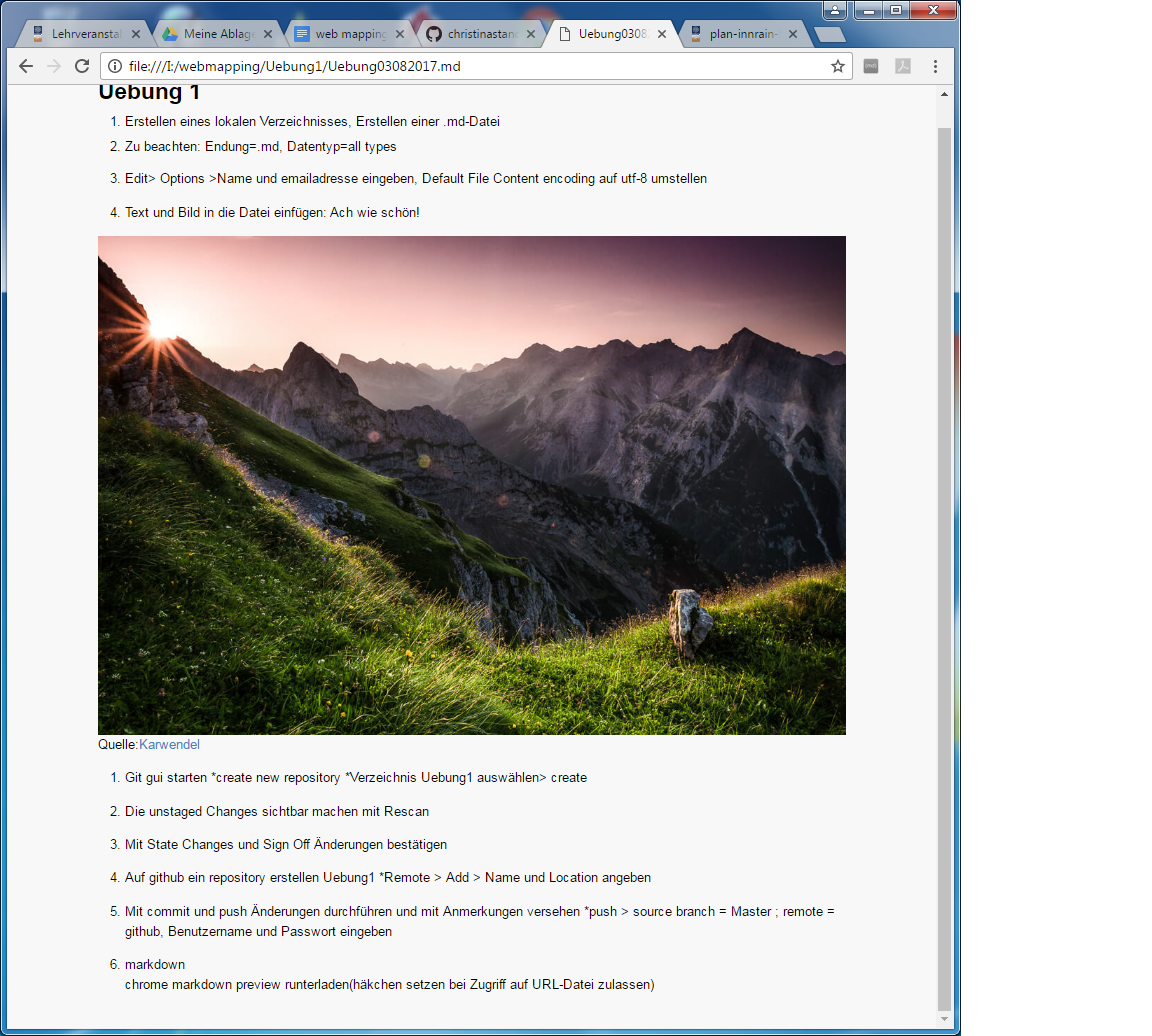 Lehrveransta
Meine Ablag
web mapping
christinastan
Uebung0308
plan-innrain-
file:///I:/webmapping/Uebung1/Uebung03082017.md
Uebung 1
1. Erstellen eines lokalen Verzeichnisses, Erstellen einer .md-Datei
2. Zu beachten: Endung=.md, Datentyp=all types
3. Edit> Options >Name und emailadresse eingeben, Default File Content encoding auf utf-8 umstellen
4. Text und Bild in die Datei einfügen: Ach wie schön!
Quelle:Karwendel
1. Git gui starten *create new repository *Verzeichnis Uebung1 auswählen> create
2. Die unstaged Changes sichtbar machen mit Rescan
3. Mit State Changes und Sign Off Änderungen bestätigen
4. Auf github ein repository erstellen Uebung1 *Remote > Add > Name und Location angeben
5. Mit commit und push Änderungen durchführen und mit Anmerkungen versehen *push > source branch = Master ; remote =
github, Benutzername und Passwort eingeben
6. markdown
chrome markdown preview runterladen(häkchen setzen bei Zugriff auf URL-Datei zulassen)